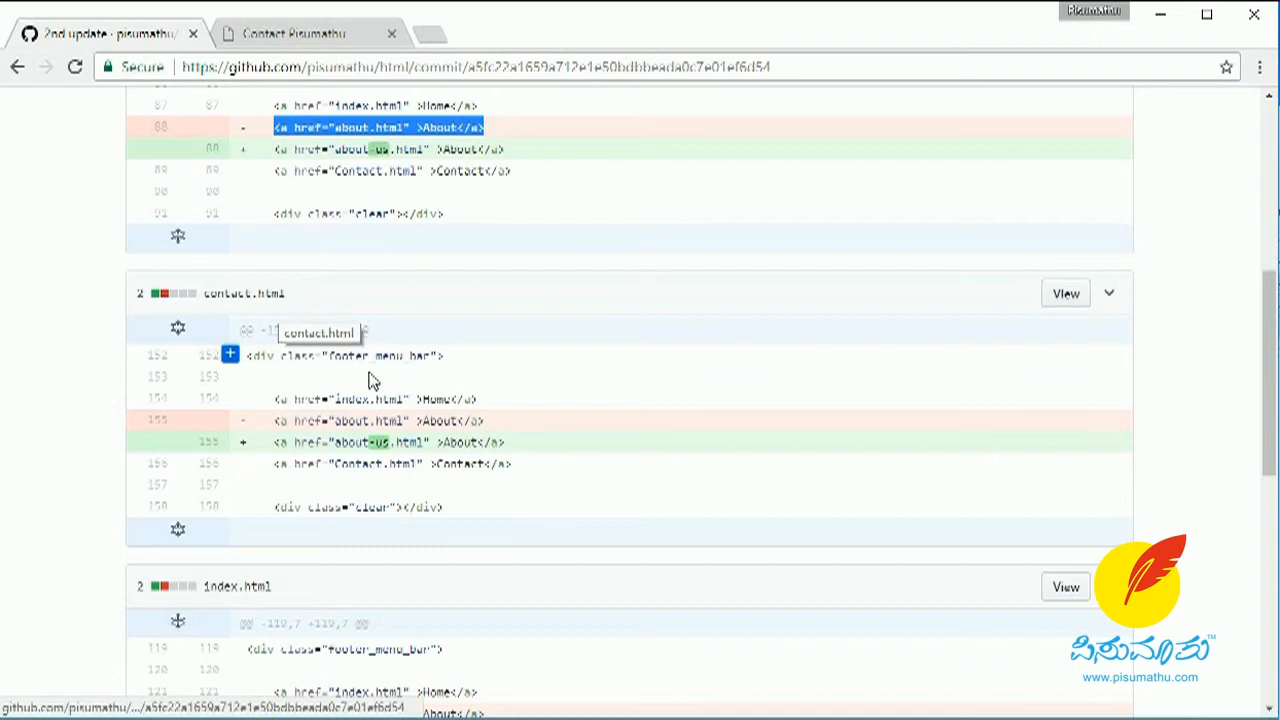 Pisumathu
2nd update · pisumathu/
Contact Pisumathu
Secure https://github.com/pisumathu/html/commit/a5fc22a1659a712e1e50bdbbeada0c7e01ef6d54
87 87 <a href="index.html" >Home</a>
88 - <a href="about.html" >About</a>
88 + <a href="about-us.html" >About</a>
89 89 <a href="Contact.html" >Contact</a>
90 90
91 91 <div class="clear"></div>
2 contact.html View
contact.html
152 152 + <div class="footer_menu_bar">
153 153
154 154 <a href="index.html" >Home</a>
155 - <a href="about.html" >About</a>
155 + <a href="about-us.html" >About</a>
156 156 <a href="Contact.html" >Contact</a>
157 157
158 158 <div class="clear"></div>
2 index.html View
@@ -119,7 +119,7 @@
119 119 <div class="footer_menu_bar">
120 120
121 121 <a href="index.html" >Home</a>
About</a>
ಪಿಸುಮಾತು™
www.pisumathu.com
github.com/pisumathu/.../a5fc22a1659a712e1e50bdbbeada0c7e01ef6d54